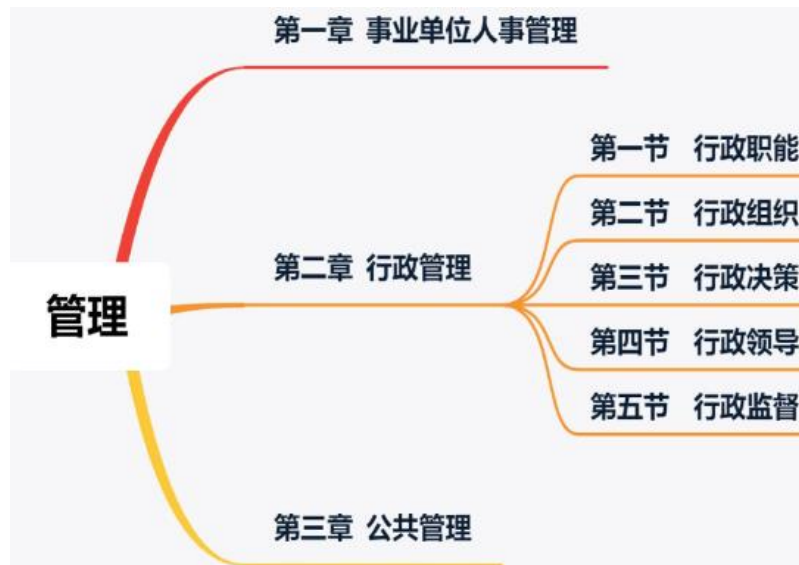 第一章 事业单位人事管理
第一节 行政职能
第二节 行政组织
第二章 行政管理
第三节 行政决策
管理
第四节 行政领导
第五节 行政监督
第三章 公共管理